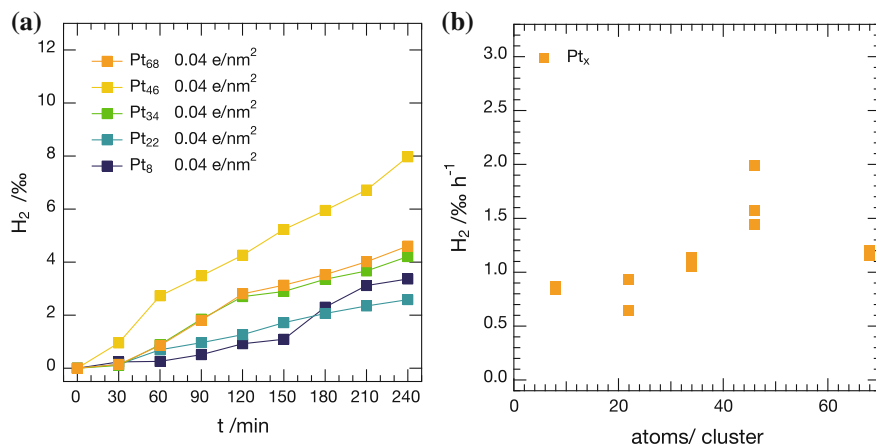 (a)
12
10
8
6
4
2
0
H₂ /‰
Pt₆₈ 0.04 e/nm²
Pt₄₆ 0.04 e/nm²
Pt₃₄ 0.04 e/nm²
Pt₂₂ 0.04 e/nm²
Pt₈ 0.04 e/nm²
0 30 60 90 120 150 180 210 240
t /min
(b)
3.0
2.5
2.0
1.5
1.0
0.5
0.0
H₂ /‰ h⁻¹
Ptₓ
0 20 40 60
atoms/ cluster